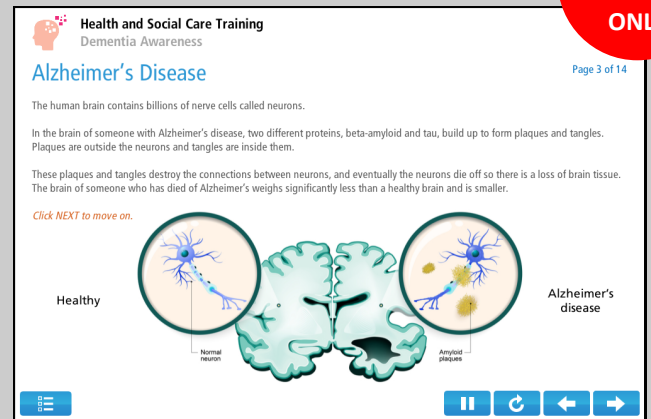 Health and Social Care Training
Dementia Awareness
Alzheimer's Disease
Page 3 of 14
The human brain contains billions of nerve cells called neurons.
In the brain of someone with Alzheimer's disease, two different proteins, beta-amyloid and tau, build up to form plaques and tangles.
Plaques are outside the neurons and tangles are inside them.
These plaques and tangles destroy the connections between neurons, and eventually the neurons die off so there is a loss of brain tissue.
The brain of someone who has died of Alzheimer's weighs significantly less than a healthy brain and is smaller.
Click NEXT to move on.
Healthy
Normal
neuron
Amyloid
plaques
Alzheimer's
disease